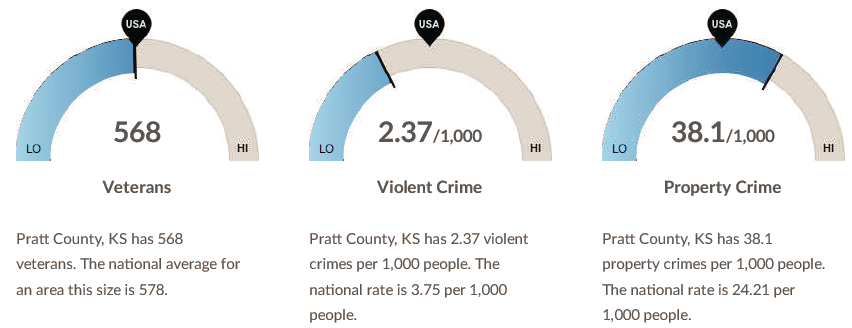 USA
USA
USA
568
2.37/1,000
38.1/1,000
LO
HI
LO
HI
LO
HI
Veterans
Violent Crime
Property Crime
Pratt County, KS has 568
veterans. The national average for
an area this size is 578.
Pratt County, KS has 2.37 violent
crimes per 1,000 people. The
national rate is 3.75 per 1,000
people.
Pratt County, KS has 38.1
property crimes per 1,000 people.
The national rate is 24.21 per
1,000 people.